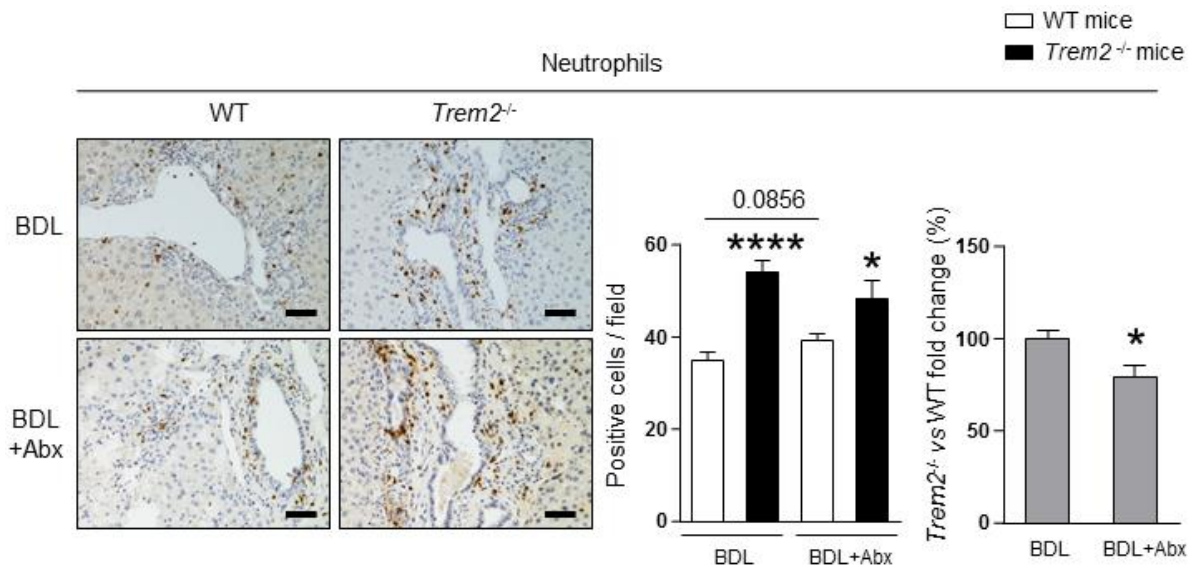 WT mice
Trem2 -/- mice
Neutrophils
WT
Trem2-/-
BDL
BDL
+Abx
0.0856
****
*
Positive cells / field
60
40
20
0
BDL
BDL+Abx
Trem2-/- vs WT fold change (%)
150
100
50
0
*
BDL
BDL+Abx